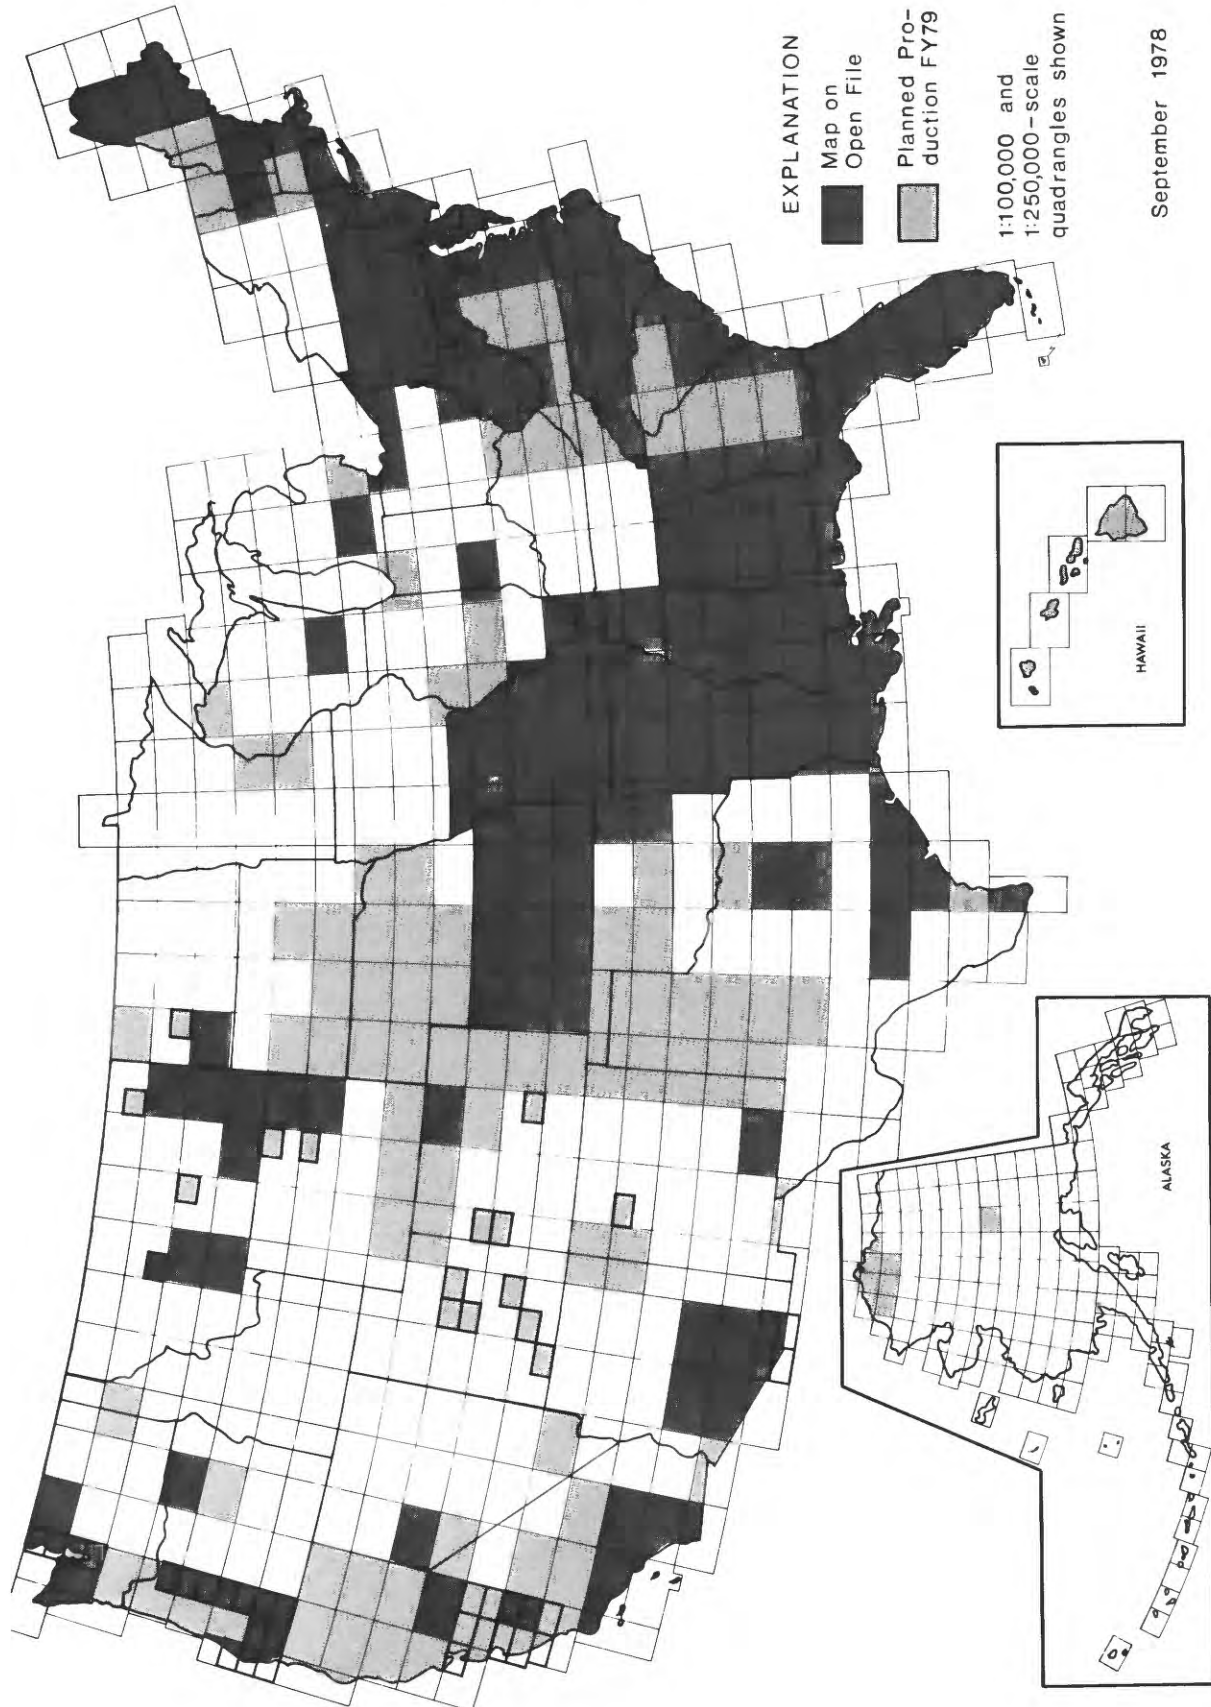 EXPLANATION
Map on
Open File
Planned Pro-
duction FY79
1:100,000 and
1:250,000-scale
quadrangles shown
September 1978
HAWAII
ALASKA